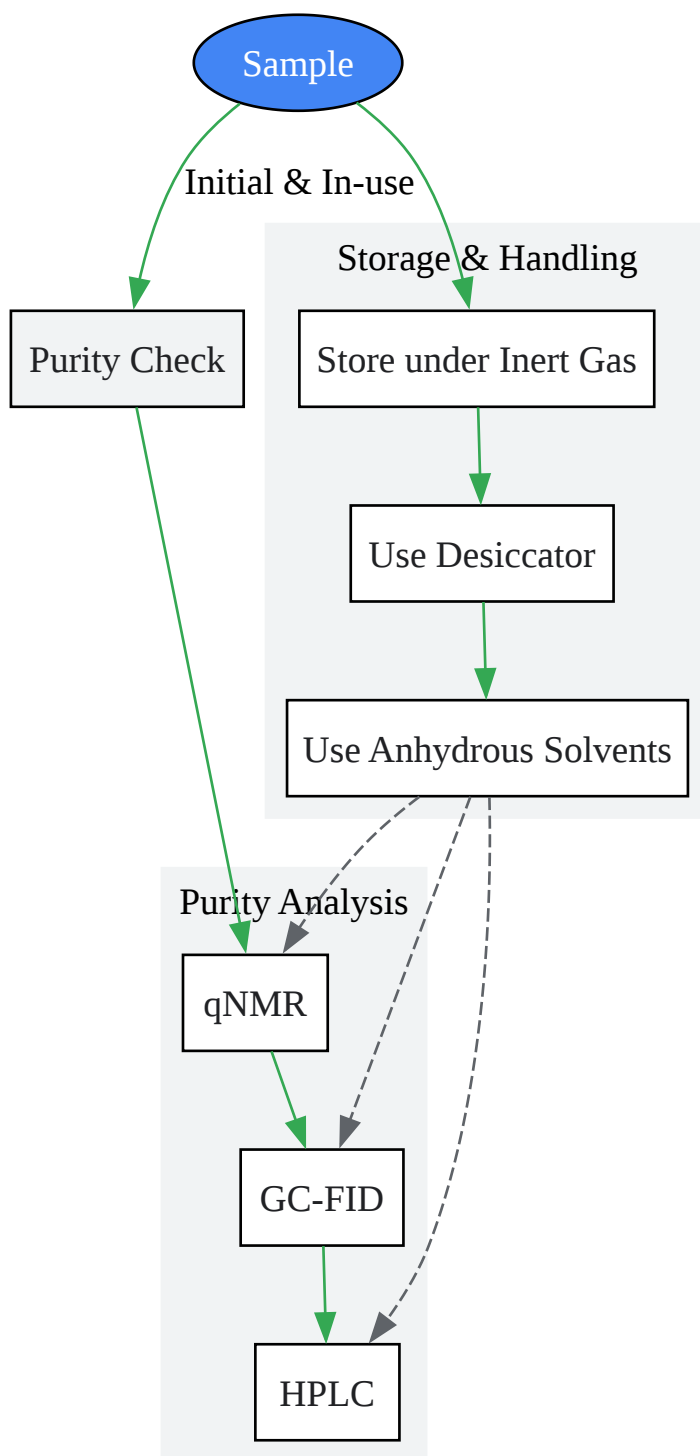 Sample
Initial & In-use
Storage & Handling
Purity Check
Store under Inert Gas
Use Desiccator
Use Anhydrous Solvents
Purity Analysis
qNMR
GC-FID
HPLC